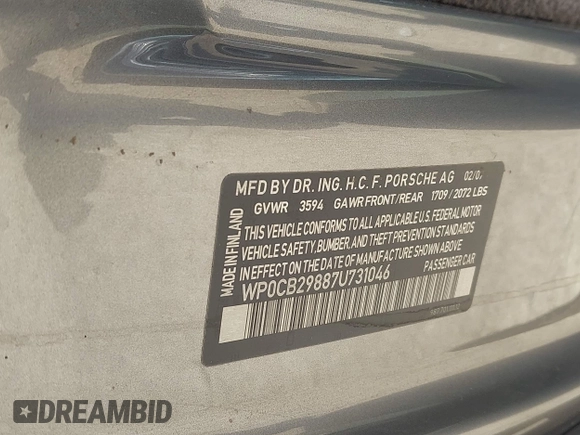 MFD BY DR. ING. H.C. F. PORSCHE AG 02/0
GVWR 3594 GAWR FRONT/REAR 1709 / 2072 LBS
THIS VEHICLE CONFORMS TO ALL APPLICABLE U.S. FEDERAL MOTOR
VEHICLE SAFETY, BUMPER, AND THEFT PREVENTION STANDARDS
IN EFFECT ON THE DATE OF MANUFACTURE SHOWN ABOVE
WP0CB29887U731046 PASSENGER CAR
MADE IN FINLAND
DREAMBID